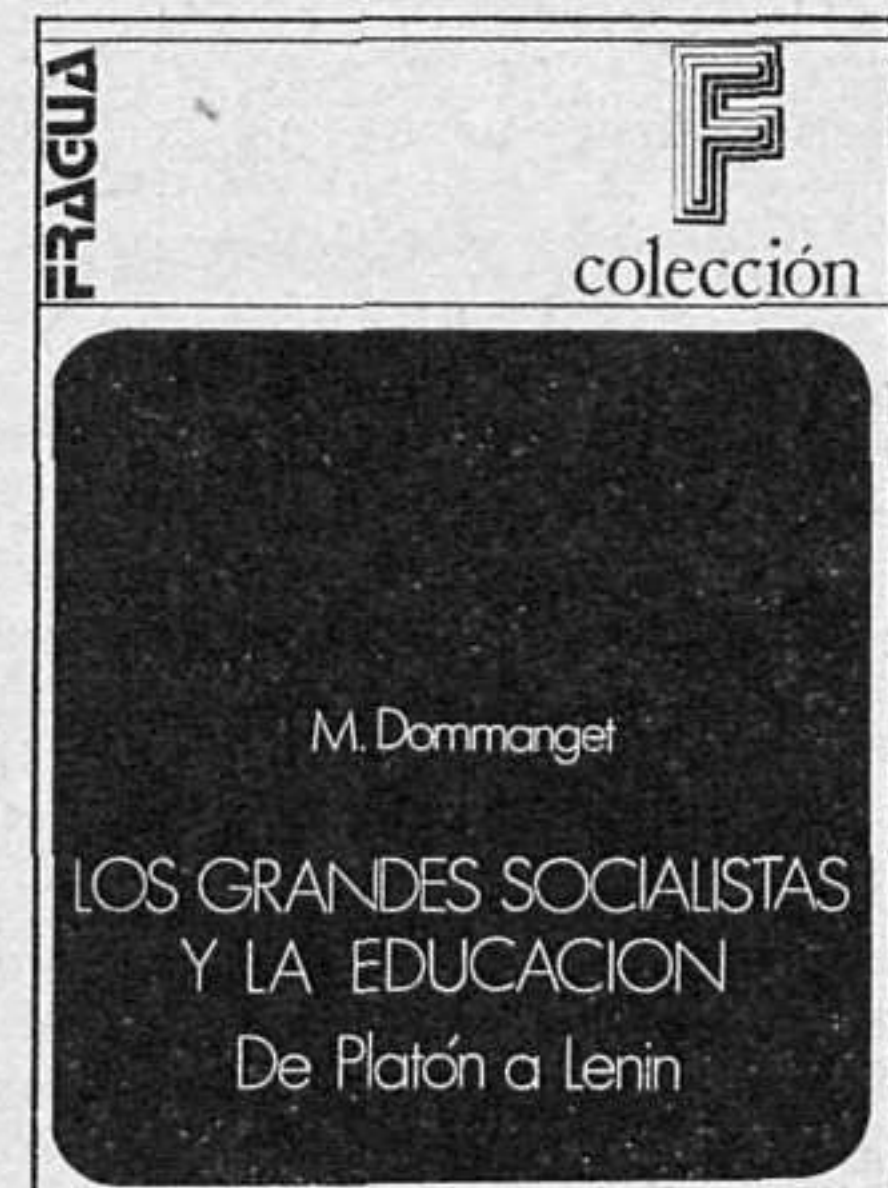 FRAGUA
F
colección
M. Dommanget
LOS GRANDES SOCIALISTAS
Y LA EDUCACION
De Platón a Lenin